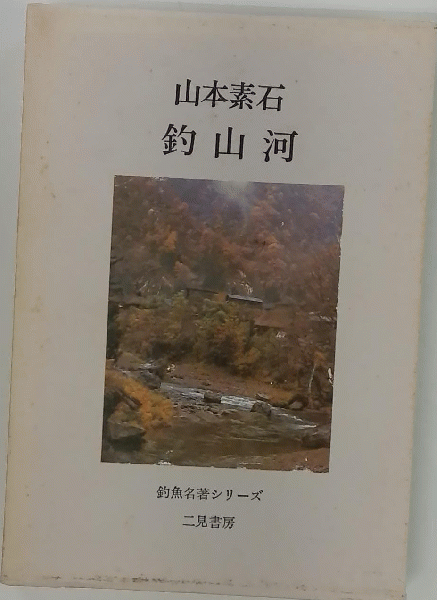 山本素石
釣山河
釣魚名著シリーズ
二見書房